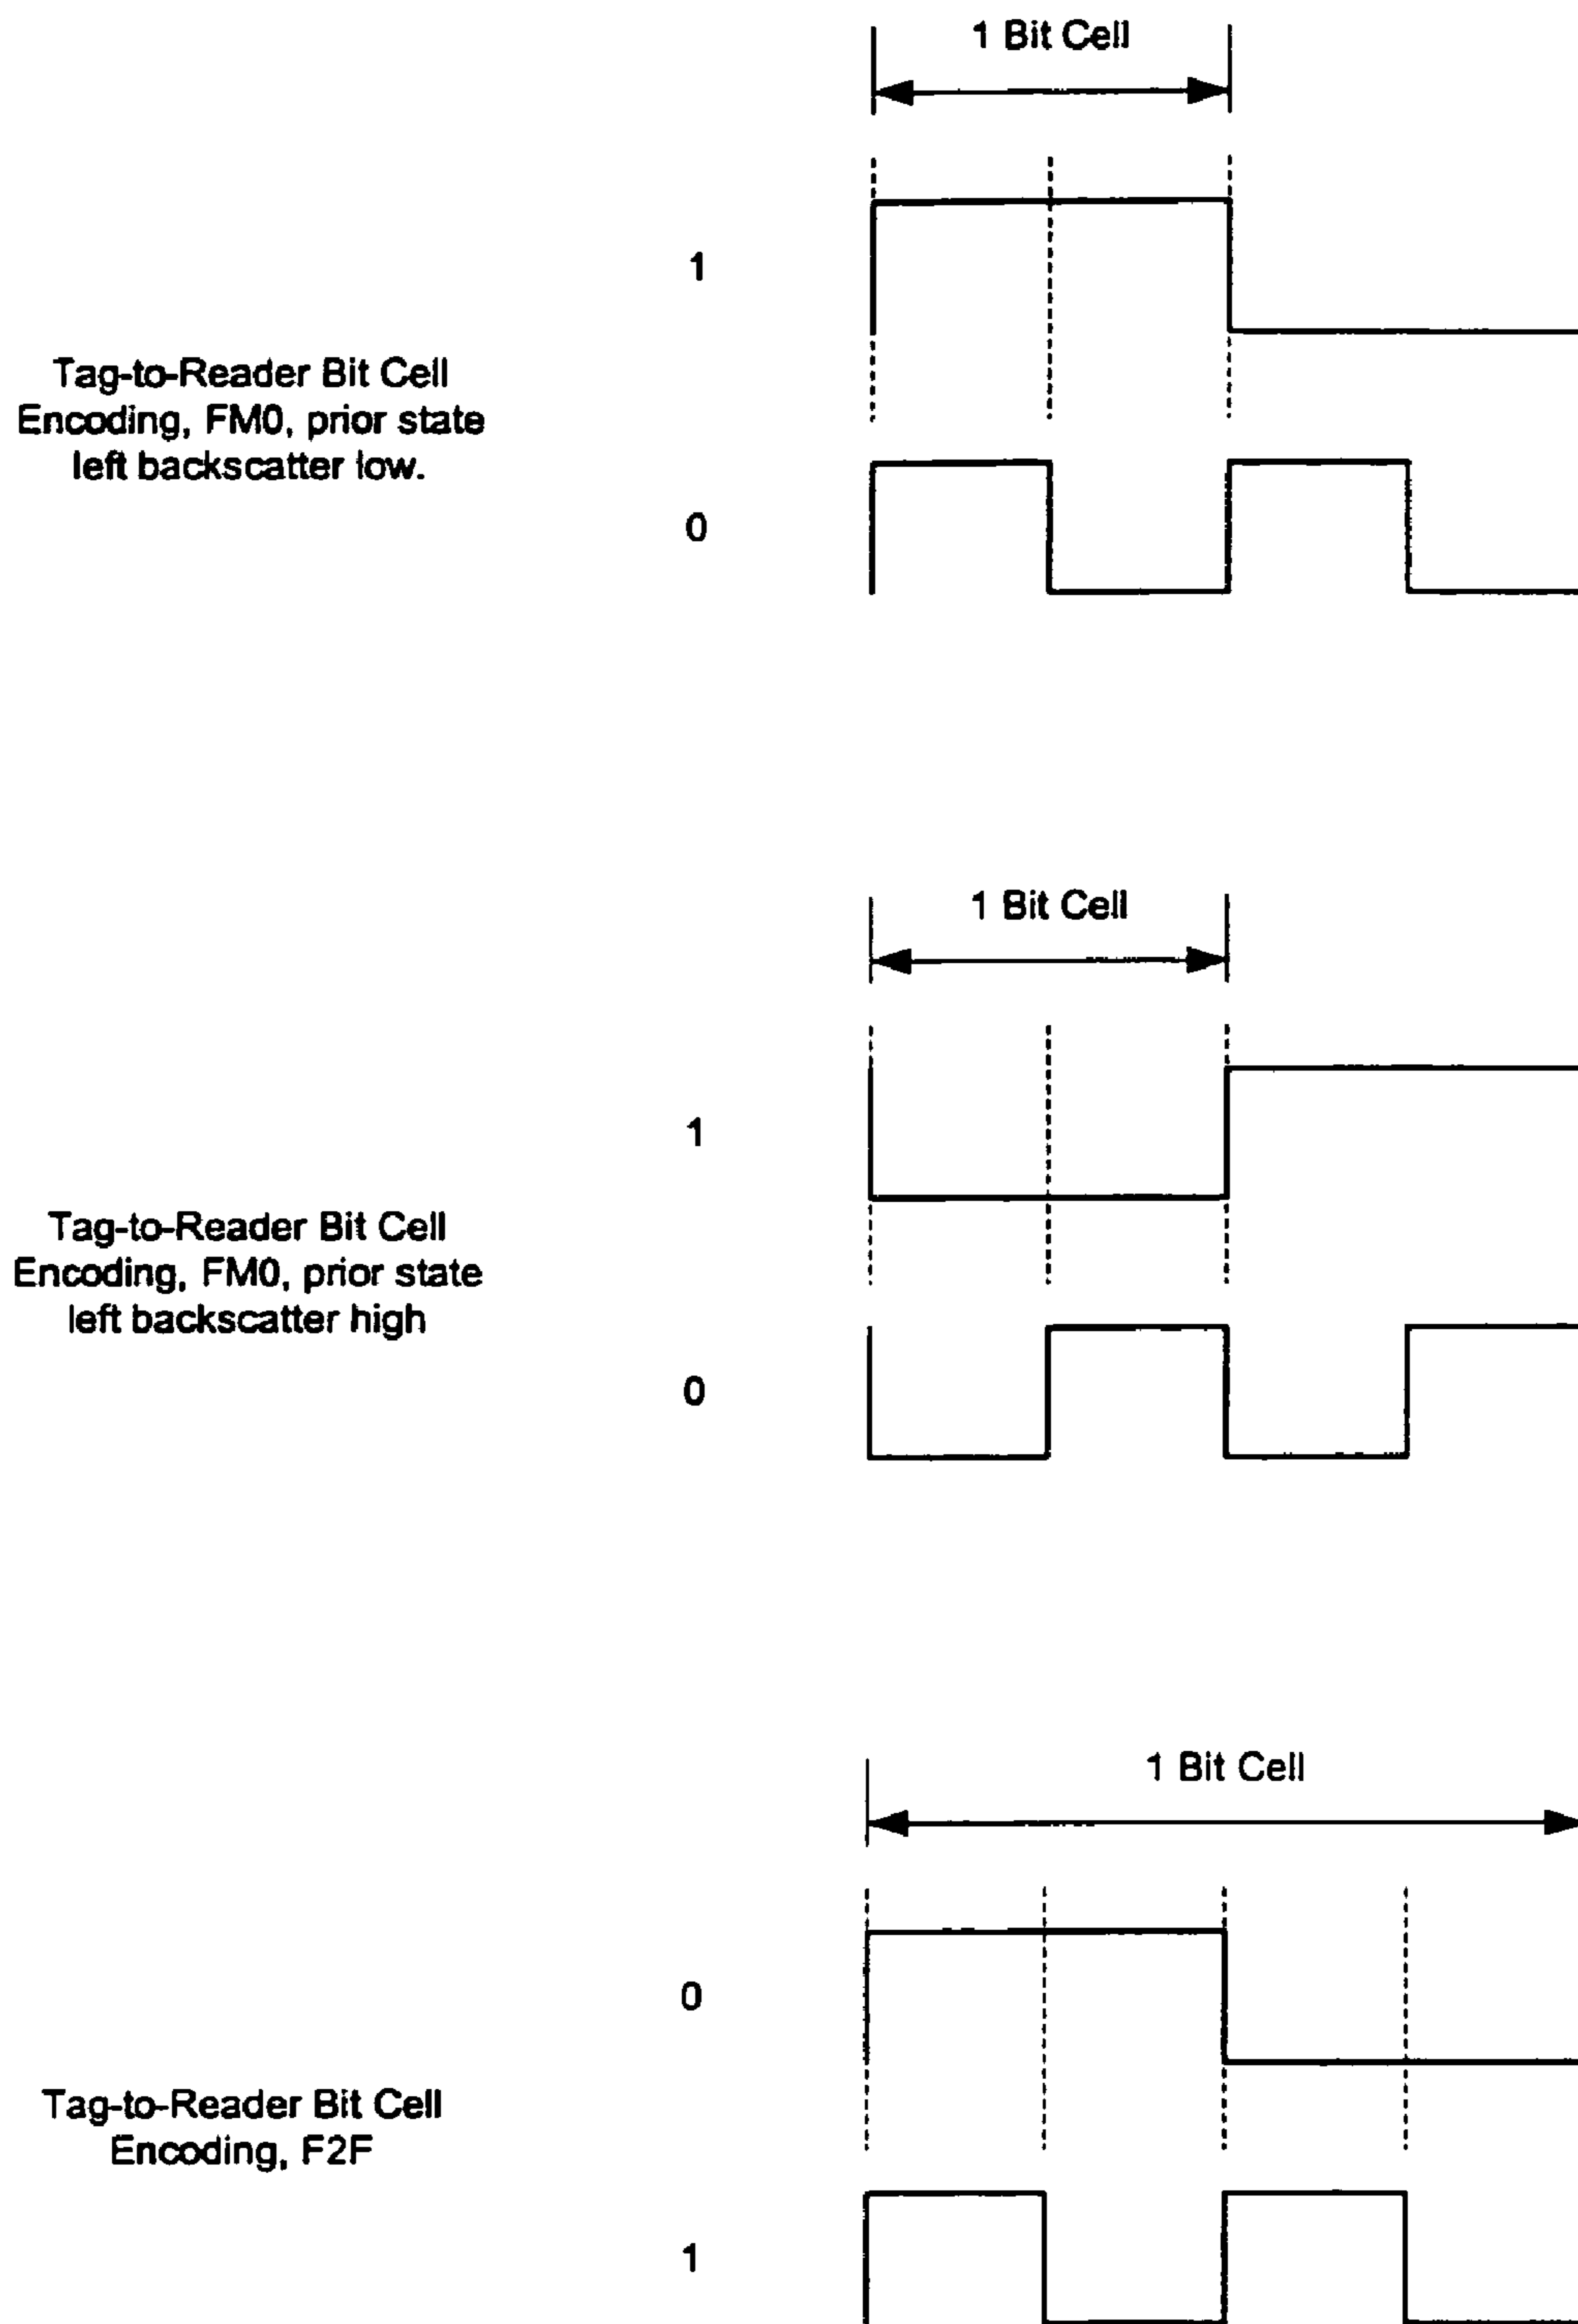 1 Bit Cell
1
Tag-to-Reader Bit Cell
Encoding, FM0, prior state
left backscatter low.
0
1 Bit Cell
1
Tag-to-Reader Bit Cell
Encoding, FM0, prior state
left backscatter high
0
1 Bit Cell
0
Tag-to-Reader Bit Cell
Encoding, F2F
1